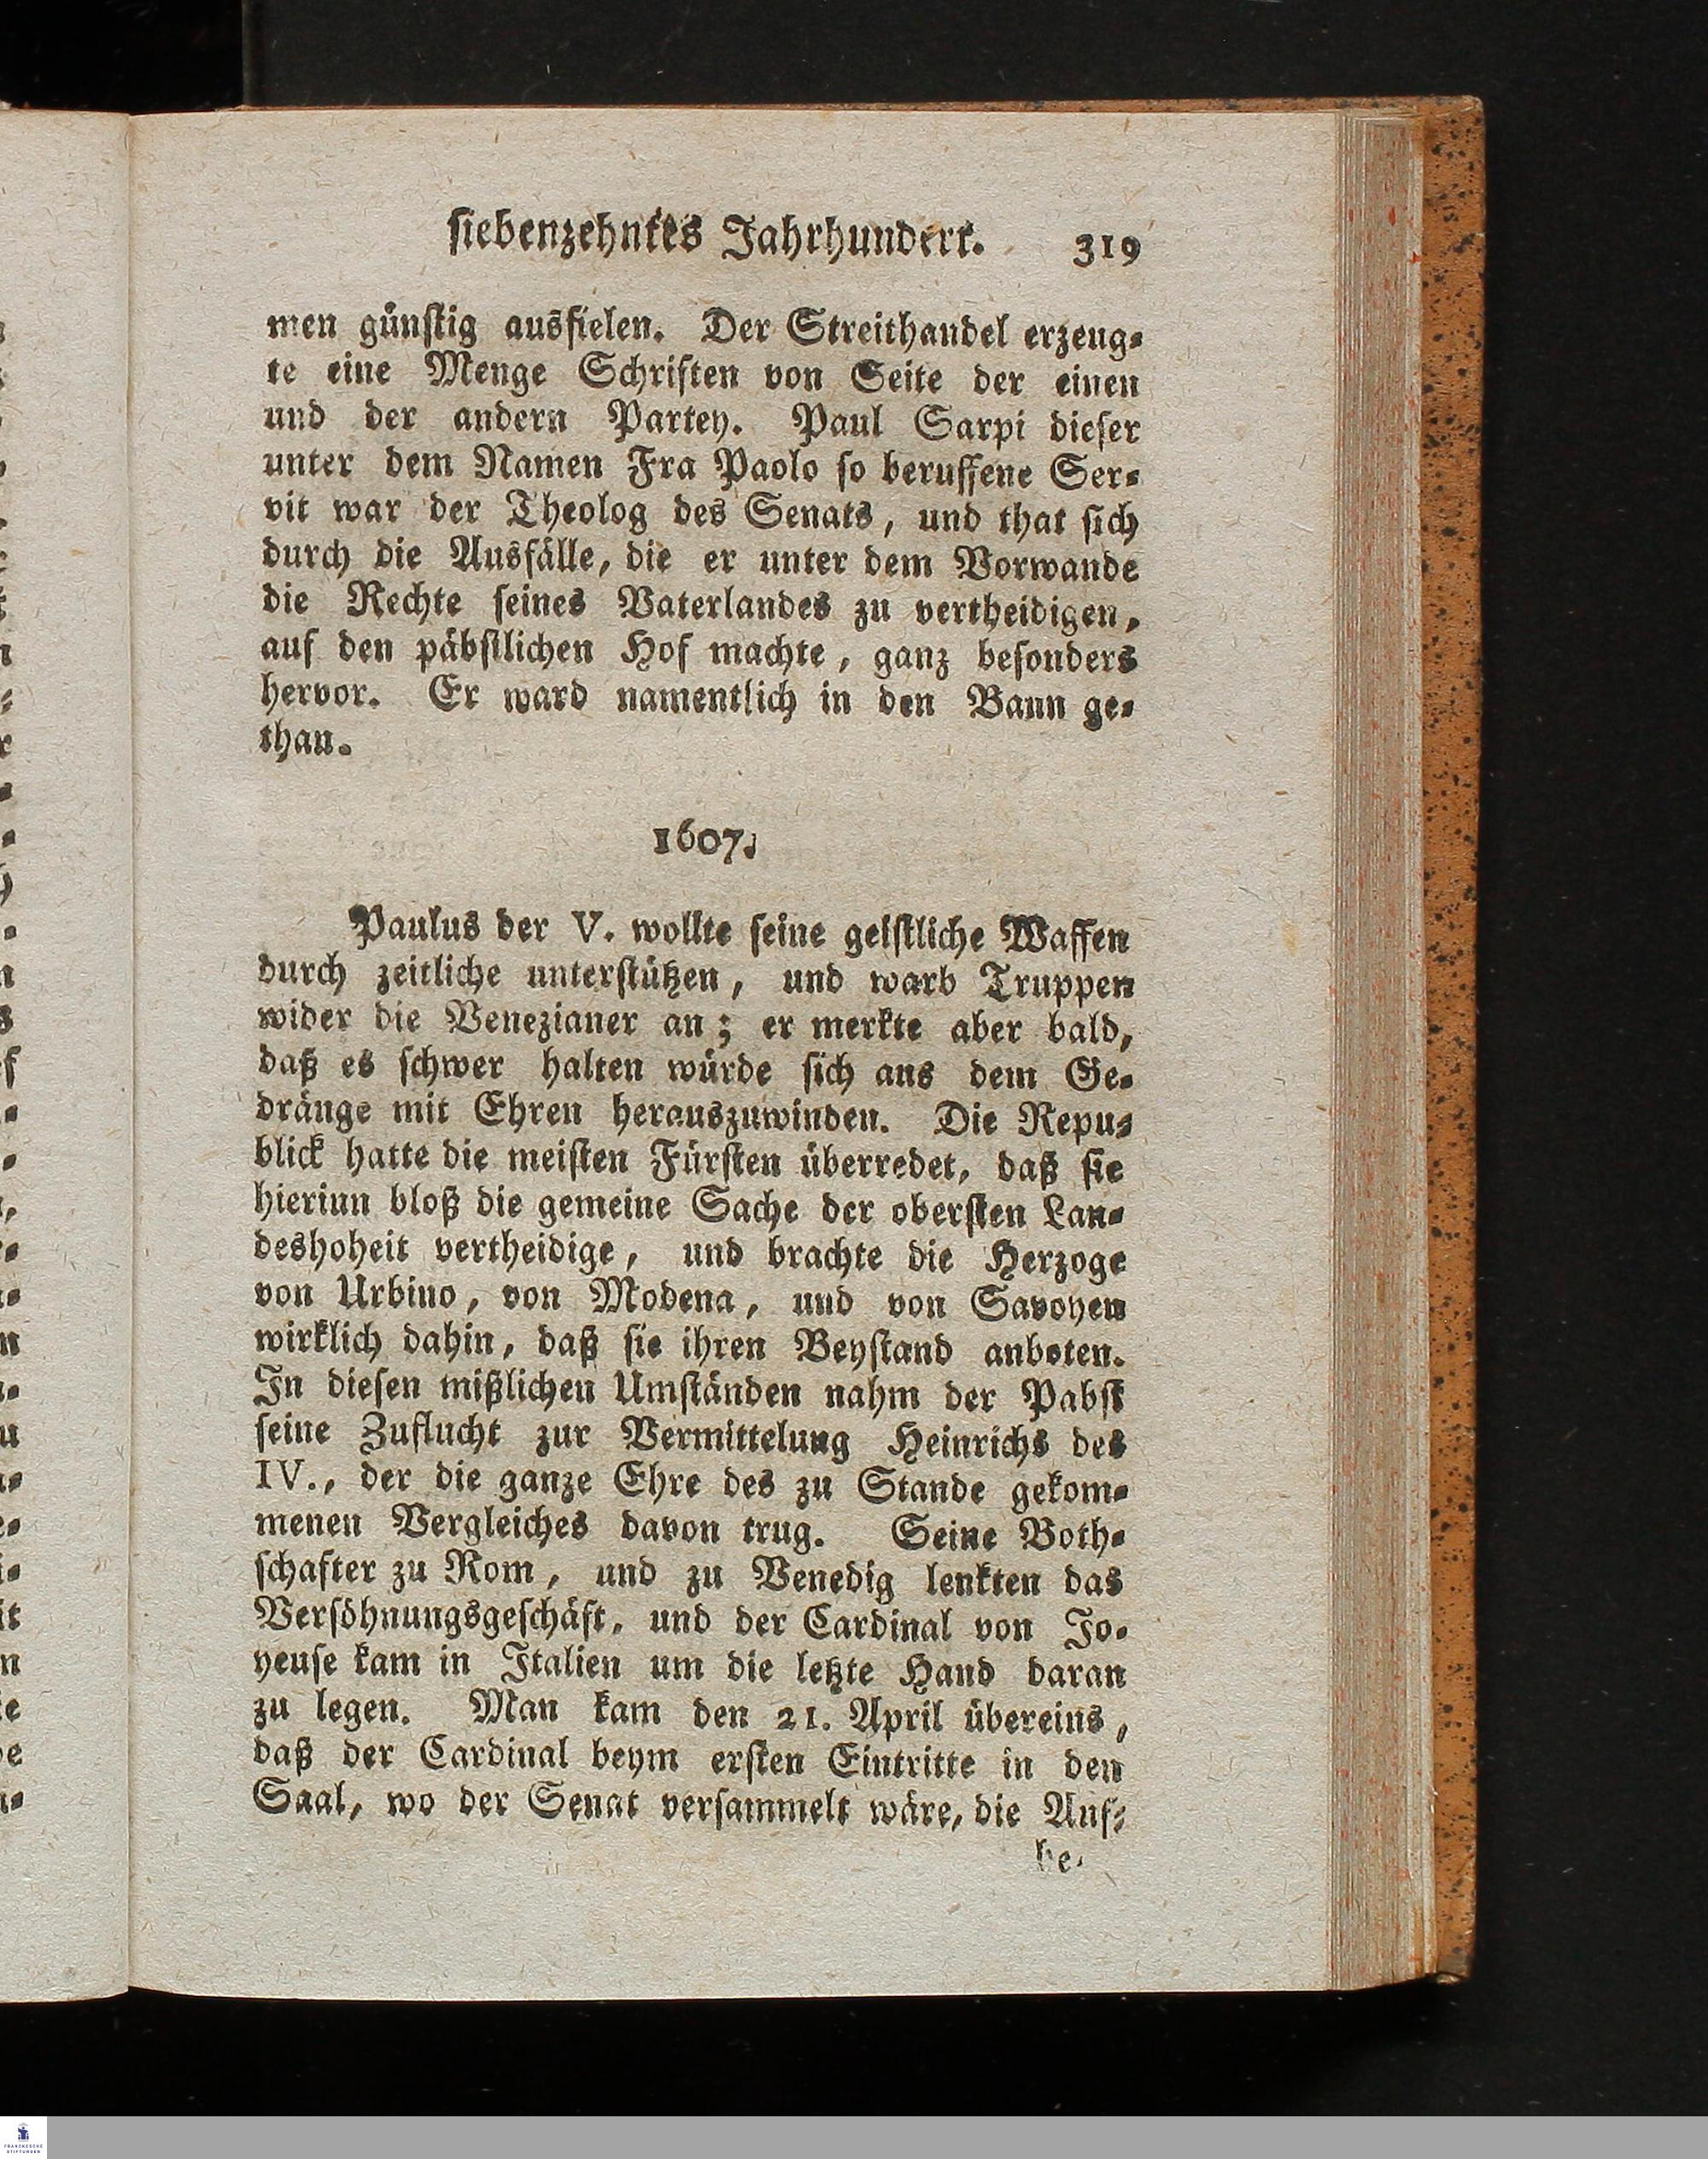 siebenzehntes Jahrhundert. 319
men günstig ausfielen. Der Streithandel erzeug-
te eine Menge Schriften von Seite der einen
und der andern Partey. Paul Sarpi dieser
unter dem Namen Fra Paolo so beruffene Ser-
vit war der Theolog des Senats, und that sich
durch die Ausfälle, die er unter dem Vorwande
die Rechte seines Vaterlandes zu vertheidigen,
auf den päbstlichen Hof machte, ganz besonders
hervor. Er ward namentlich in den Bann ge-
than.
1607.
Paulus der V. wollte seine geistliche Waffen
durch zeitliche unterstützen, und warb Truppen
wider die Venezianer an; er merkte aber bald,
daß es schwer halten würde sich aus dem Ge-
dränge mit Ehren herauszuwinden. Die Repu-
blick hatte die meisten Fürsten überredet, daß sie
hierinn bloß die gemeine Sache der obersten Lan-
deshoheit vertheidige, und brachte die Herzoge
von Urbino, von Modena, und von Savoyen
wirklich dahin, daß sie ihren Beystand anboten.
In diesen mißlichen Umständen nahm der Pabst
seine Zuflucht zur Vermittelung Heinrichs des
IV., der die ganze Ehre des zu Stande gekom-
menen Vergleiches davon trug. Seine Both-
schafter zu Rom, und zu Venedig lenkten das
Versöhnungsgeschäft, und der Cardinal von Jo-
yeuse kam in Italien um die letzte Hand daran
zu legen. Man kam den 21. April übereins,
daß der Cardinal beym ersten Eintritte in den
Saal, wo der Senat versammelt wäre, die Auf-
he-
FRANCKESCHE
STIFTUNGEN